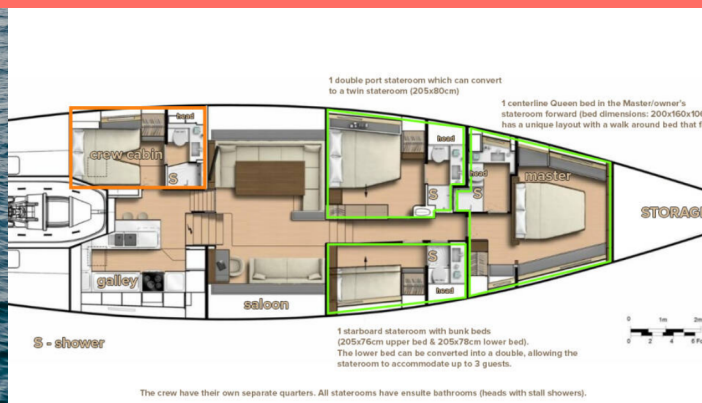 1 double port stateroom which can convert
to a twin stateroom (205x80cm)
1 centerline Queen bed in the Master/owner's
stateroom forward (bed dimensions: 200x160x106
has a unique layout with a walk around bed that f
head
crew cabin
S
head
S
head
S
master
STORAGE
galley
saloon
S
head
S - shower
0 1m 2m
0 2 4 6
1 starboard stateroom with bunk beds
(205x76cm upper bed & 205x78cm lower bed).
The lower bed can be converted into a double, allowing the
stateroom to accommodate up to 3 guests.
The crew have their own separate quarters. All staterooms have ensuite bathrooms (heads with stall showers).